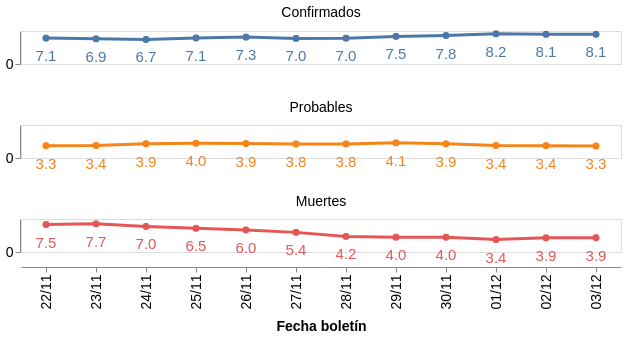 Confirmados
0
7.1 6.9 6.7 7.1 7.3 7.0 7.0 7.5 7.8 8.2 8.1 8.1
Probables
0
3.3 3.4 3.9 4.0 3.9 3.8 3.8 4.1 3.9 3.4 3.4 3.3
Muertes
0
7.5 7.7 7.0 6.5 6.0 5.4 4.2 4.0 4.0 3.4 3.9 3.9
22/11 23/11 24/11 25/11 26/11 27/11 28/11 29/11 30/11 01/12 02/12 03/12
Fecha boletín